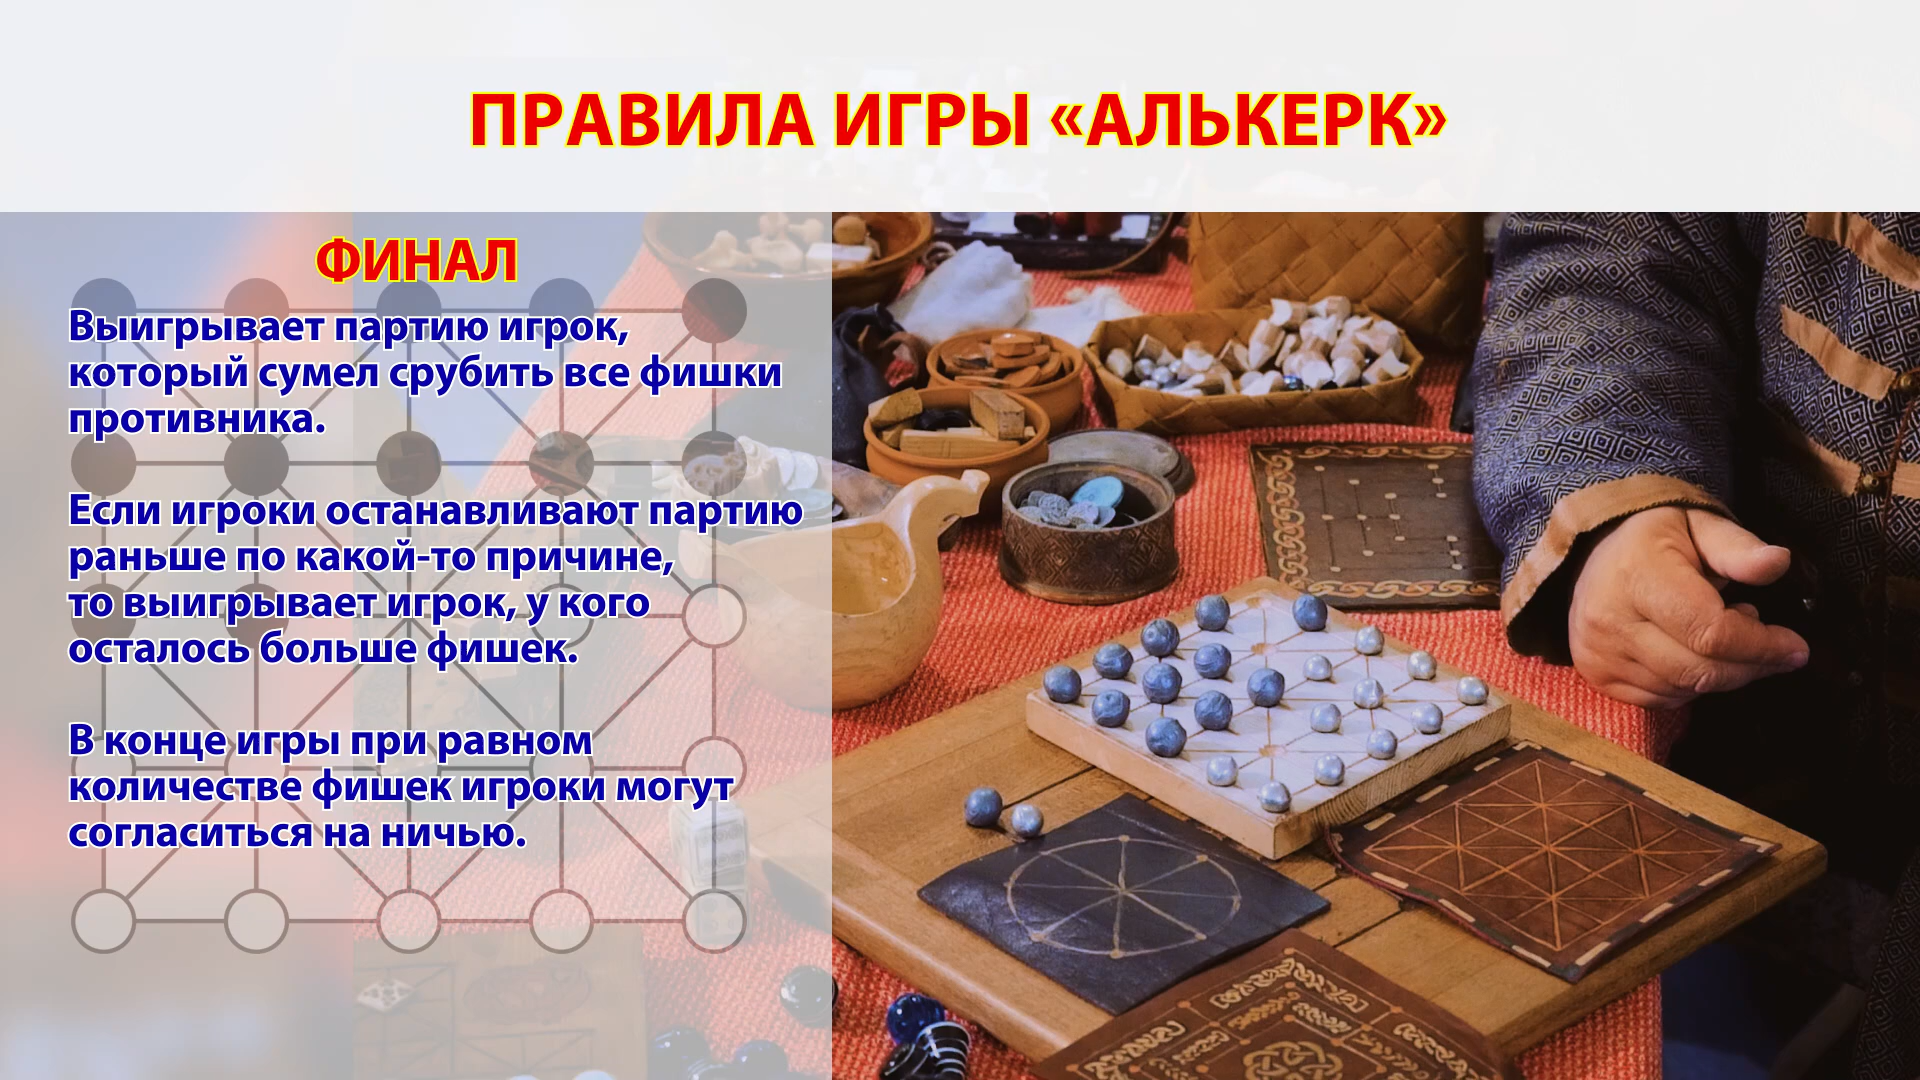 ПРАВИЛА ИГРЫ «АЛЬКЕРК»
ФИНАЛ
Выигрывает партию игрок,
который сумел срубить все фишки
противника.
Если игроки останавливают партию
раньше по какой-то причине,
то выигрывает игрок, у кого
осталось больше фишек.
В конце игры при равном
количестве фишек игроки могут
согласиться на ничью.